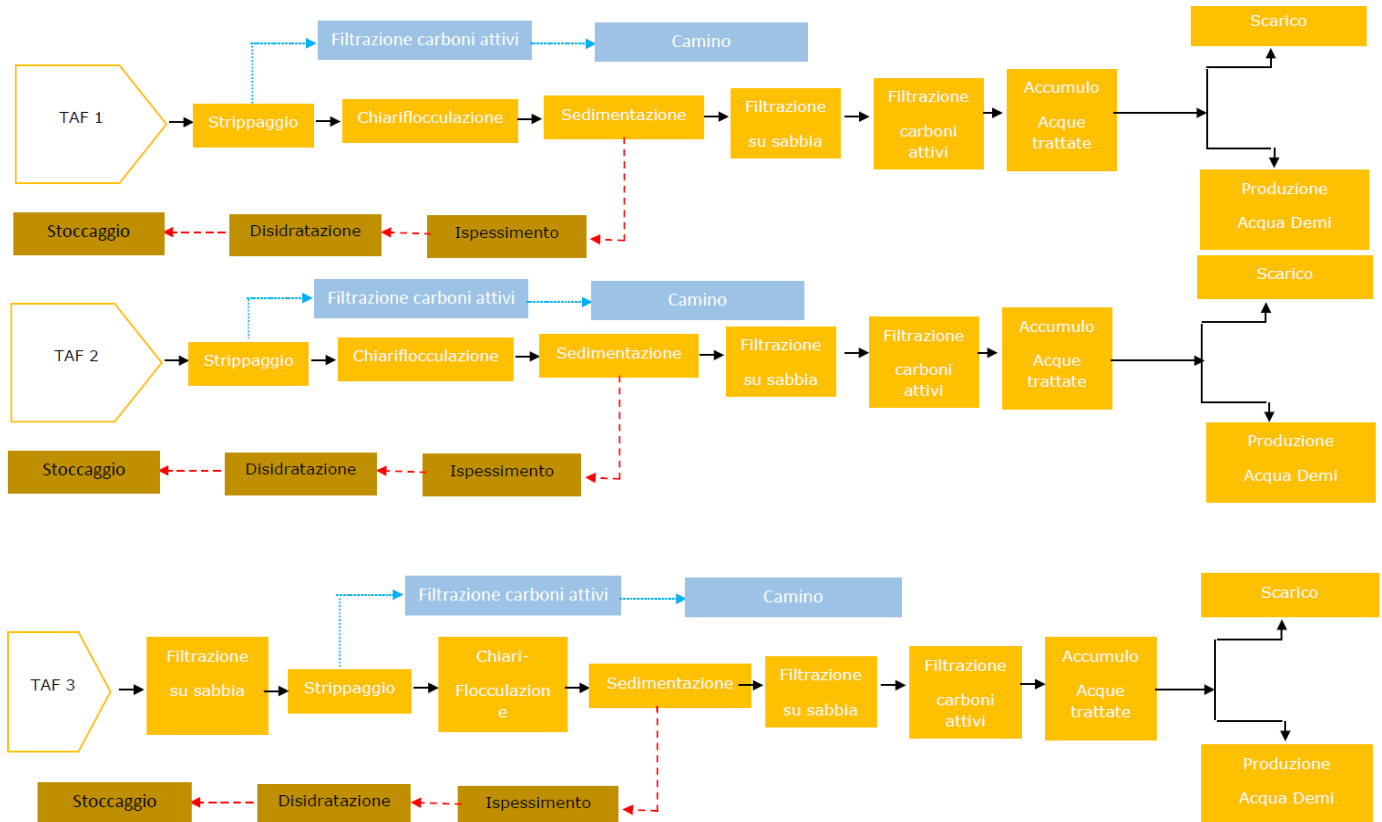 Filtrazione carboni attivi
Camino
Scarico
TAF 1
Strippaggio
Chiariflocculazione
Sedimentazione
Filtrazione
su sabbia
Filtrazione
carboni
attivi
Accumulo
Acque
trattate
Produzione
Acqua Demi
Stoccaggio
Disidratazione
Ispessimento
Filtrazione carboni attivi
Camino
Scarico
TAF 2
Strippaggio
Chiariflocculazione
Sedimentazione
Filtrazione
su sabbia
Filtrazione
carboni
attivi
Accumulo
Acque
trattate
Produzione
Acqua Demi
Stoccaggio
Disidratazione
Ispessimento
Filtrazione carboni attivi
Camino
Scarico
TAF 3
Filtrazione
su sabbia
Strippaggio
Chiari-
Flocculazion
e
Sedimentazione
Filtrazione
su sabbia
Filtrazione
carboni
attivi
Accumulo
Acque
trattate
Produzione
Acqua Demi
Stoccaggio
Disidratazione
Ispessimento